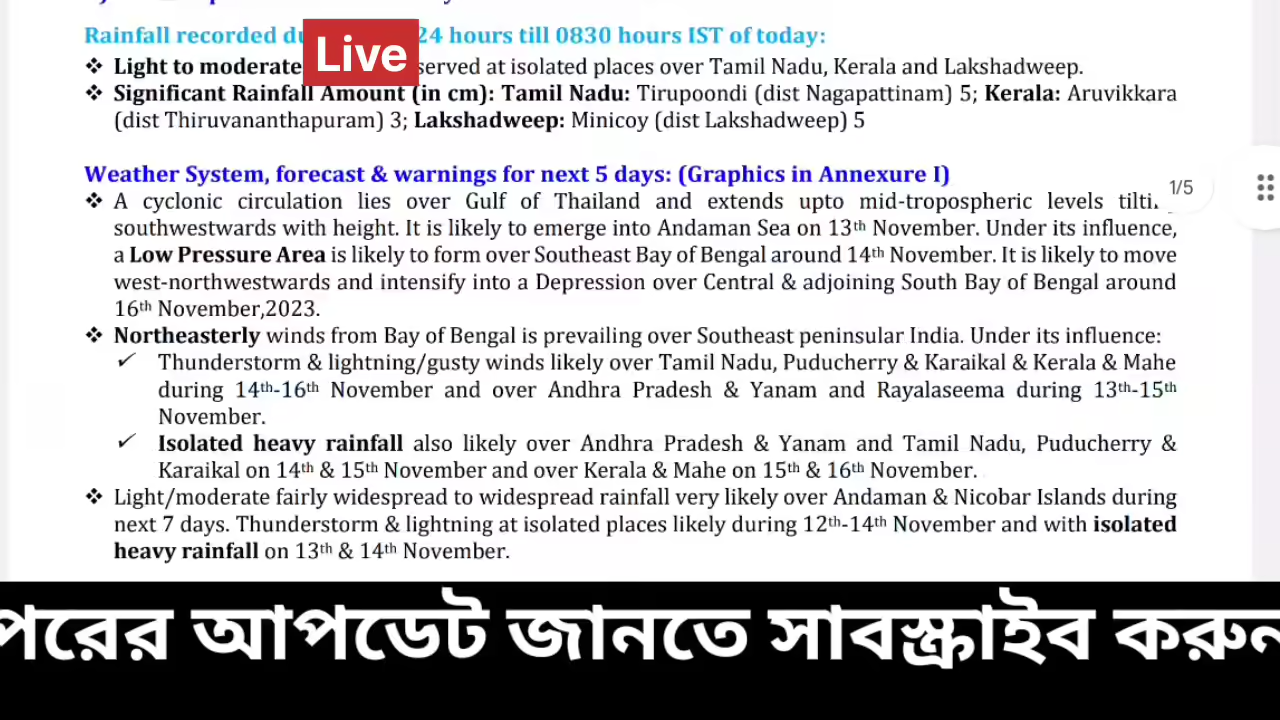 Rainfall recorded 24 hours till 0830 hours IST of today:
Live
❖ Light to moderate at isolated places over Tamil Nadu, Kerala and Lakshadweep.
❖ Significant Rainfall Amount (in cm): Tamil Nadu: Tirupoondi (dist Nagapattinam) 5; Kerala: Aruvikkara
(dist Thiruvananthapuram) 3; Lakshadweep: Minicoy (dist Lakshadweep) 5
Weather System, forecast & warnings for next 5 days: (Graphics in Annexure I)
1/5
❖ A cyclonic circulation lies over Gulf of Thailand and extends upto mid-tropospheric levels
southwestwards with height. It is likely to emerge into Andaman Sea on 13th November. Under its influence,
a Low Pressure Area is likely to form over Southeast Bay of Bengal around 14th November. It is likely to move
west-northwestwards and intensify into a Depression over Central & adjoining South Bay of Bengal around
16th November,2023.
❖ Northeasterly winds from Bay of Bengal is prevailing over Southeast peninsular India. Under its influence:
✓ Thunderstorm & lightning/gusty winds likely over Tamil Nadu, Puducherry & Karaikal & Kerala & Mahe
during 14th-16th November and over Andhra Pradesh & Yanam and Rayalaseema during 13th-15th
November.
✓ Isolated heavy rainfall also likely over Andhra Pradesh & Yanam and Tamil Nadu, Puducherry &
Karaikal on 14th & 15th November and over Kerala & Mahe on 15th & 16th November.
❖ Light/moderate fairly widespread to widespread rainfall very likely over Andaman & Nicobar Islands during
next 7 days. Thunderstorm & lightning at isolated places likely during 12th-14th November and with isolated
heavy rainfall on 13th & 14th November.
পরের আপডেট জানতে সাবস্ক্রাইব করুন